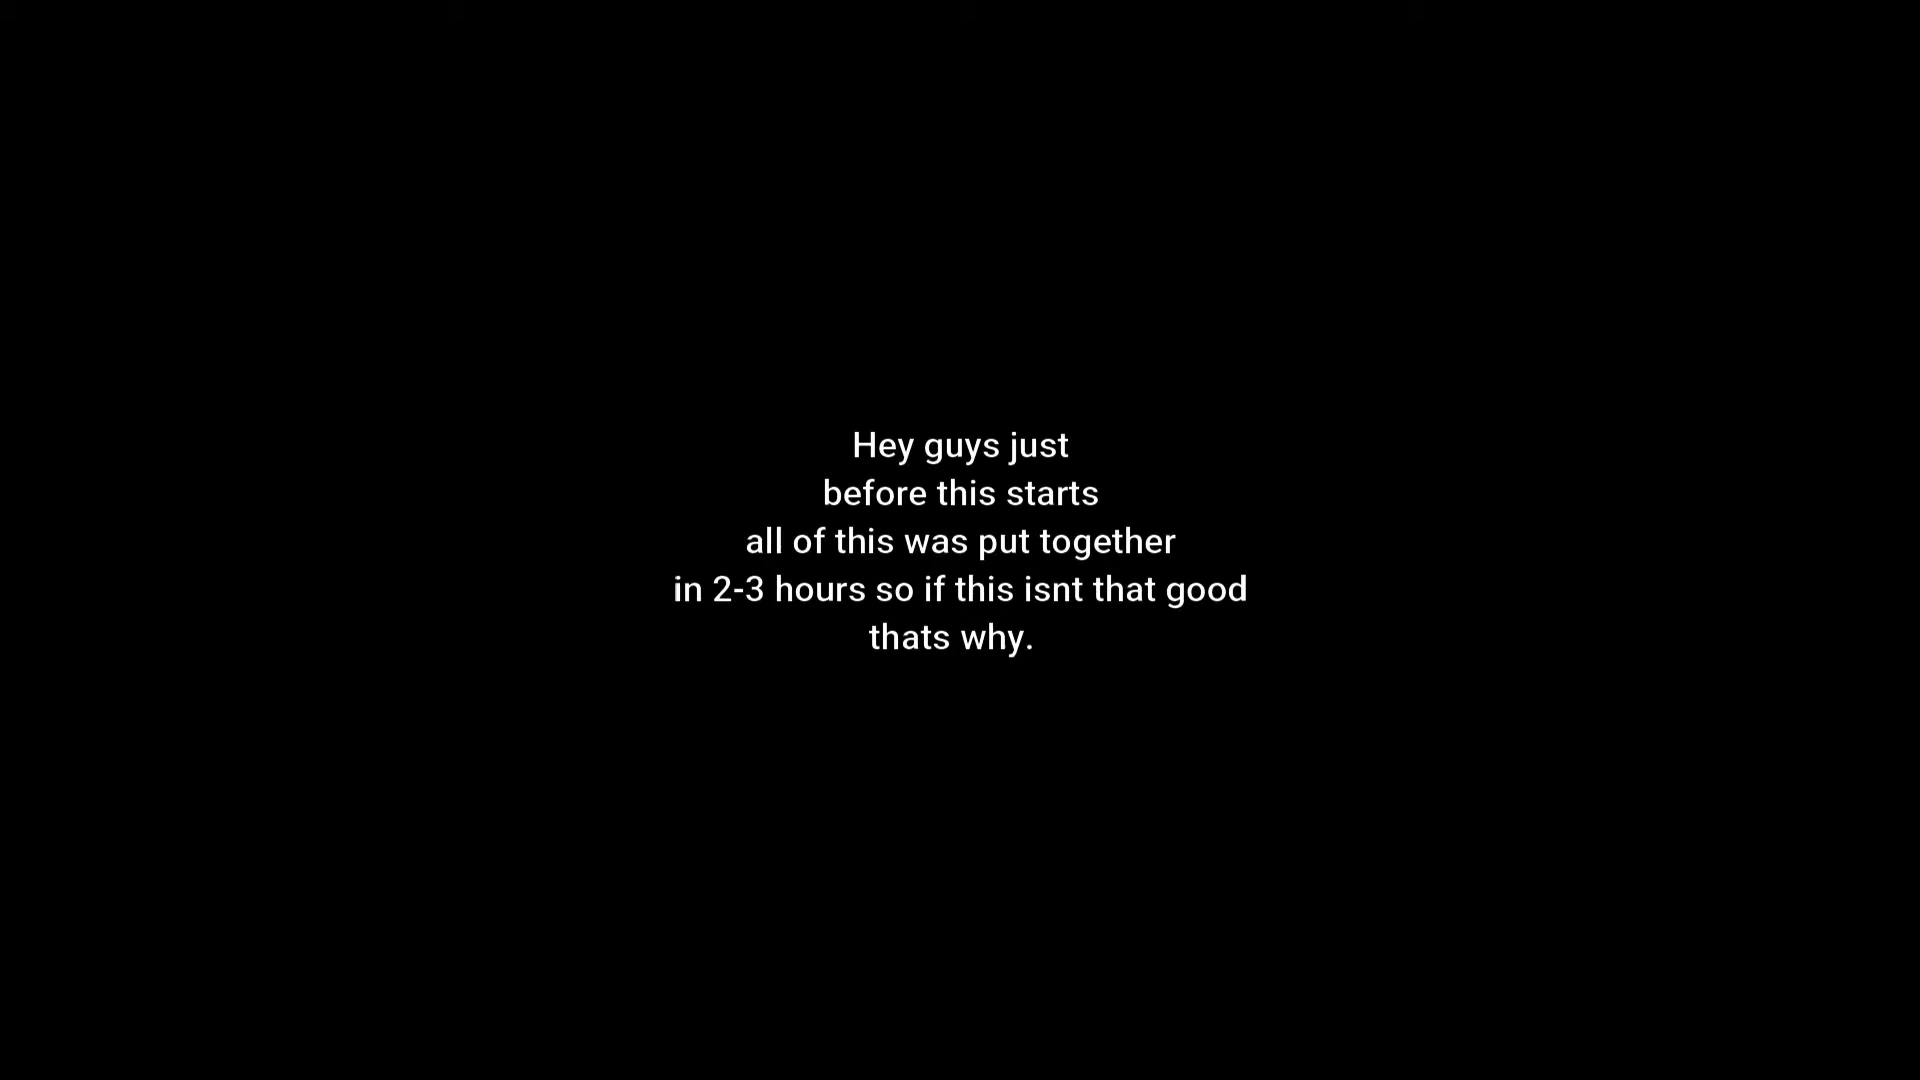 Hey guys just
before this starts
all of this was put together
in 2-3 hours so if this isnt that good
thats why.